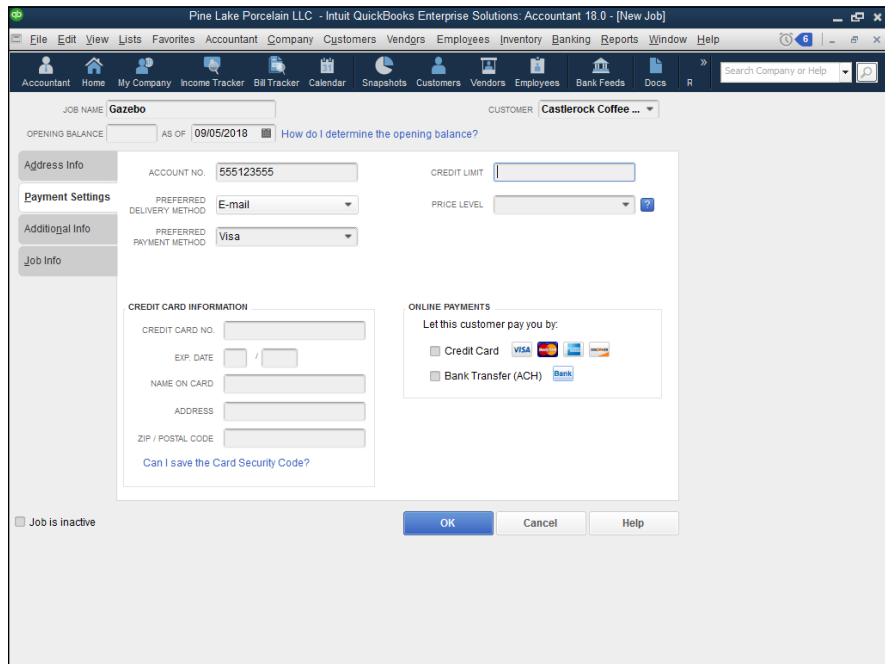 qb Pine Lake Porcelain LLC - Intuit QuickBooks Enterprise Solutions: Accountant 18.0 - [New Job]
File Edit View Lists Favorites Accountant Company Customers Vendors Employees Inventory Banking Reports Window Help 6
Accountant Home My Company Income Tracker Bill Tracker Calendar Snapshots Customers Vendors Employees Bank Feeds Docs R » Search Company or Help
JOB NAME Gazebo CUSTOMER Castlerock Coffee ...
OPENING BALANCE AS OF 09/05/2018 How do I determine the opening balance?
Address Info
Payment Settings
Additional Info
Job Info
ACCOUNT NO. 555123555 CREDIT LIMIT
PREFERRED DELIVERY METHOD E-mail PRICE LEVEL ?
PREFERRED PAYMENT METHOD Visa
CREDIT CARD INFORMATION
CREDIT CARD NO.
EXP. DATE /
NAME ON CARD
ADDRESS
ZIP / POSTAL CODE
Can I save the Card Security Code?
ONLINE PAYMENTS
Let this customer pay you by:
Credit Card VISA
Bank Transfer (ACH) Bank
Job is inactive OK Cancel Help